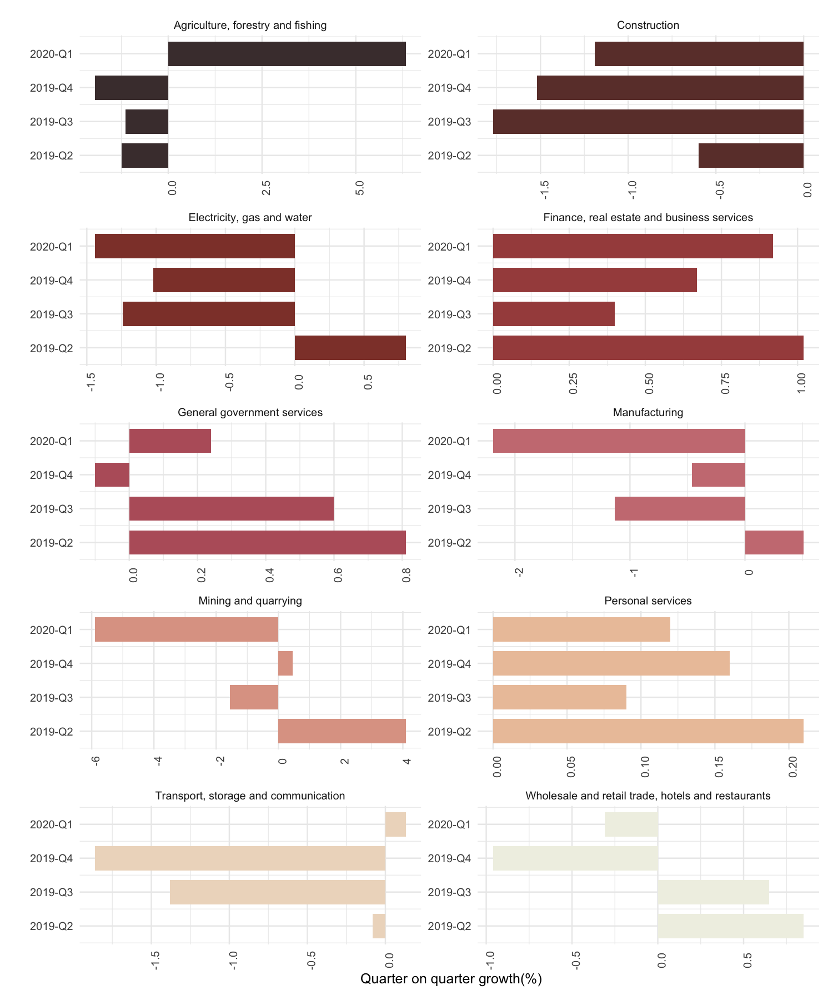 Agriculture, forestry and fishing
2020-Q1
2019-Q4
2019-Q3
2019-Q2
0.0 2.5 5.0
Construction
2020-Q1
2019-Q4
2019-Q3
2019-Q2
-1.5 -1.0 -0.5 0.0
Electricity, gas and water
2020-Q1
2019-Q4
2019-Q3
2019-Q2
-1.5 -1.0 -0.5 0.0 0.5
Finance, real estate and business services
2020-Q1
2019-Q4
2019-Q3
2019-Q2
0.00 0.25 0.50 0.75 1.00
General government services
2020-Q1
2019-Q4
2019-Q3
2019-Q2
0.0 0.2 0.4 0.6 0.8
Manufacturing
2020-Q1
2019-Q4
2019-Q3
2019-Q2
-2 -1 0
Mining and quarrying
2020-Q1
2019-Q4
2019-Q3
2019-Q2
-6 -4 -2 0 2 4
Personal services
2020-Q1
2019-Q4
2019-Q3
2019-Q2
0.00 0.05 0.10 0.15 0.20
Transport, storage and communication
2020-Q1
2019-Q4
2019-Q3
2019-Q2
-1.5 -1.0 -0.5 0.0
Wholesale and retail trade, hotels and restaurants
2020-Q1
2019-Q4
2019-Q3
2019-Q2
-1.0 -0.5 0.0 0.5
Quarter on quarter growth(%)